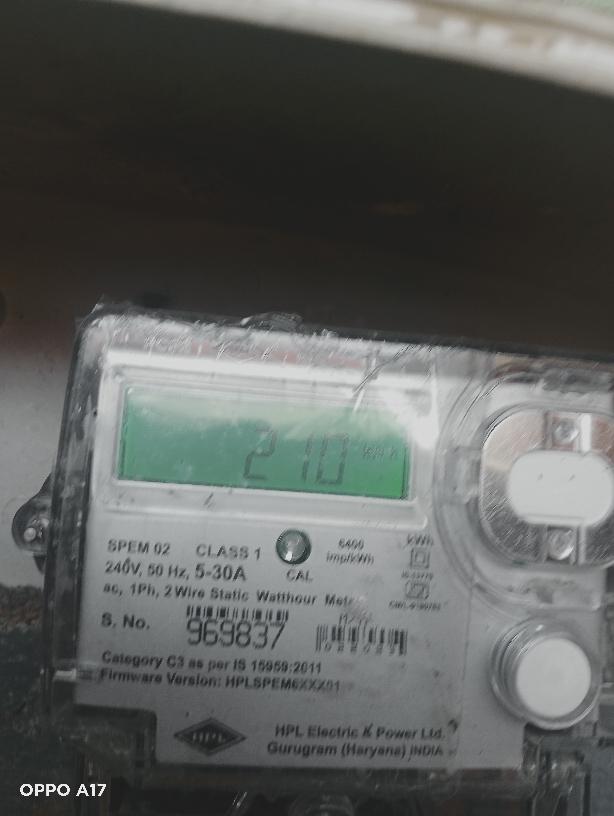 210 kWh
SPEM 02 CLASS 1 6400 imp/kWh kWh
240V, 50 Hz, 5-30A CAL
ac, 1Ph, 2 Wire Static Watthour
S. No. 969837
Category C3 as per IS 15959:2011
Firmware Version: HPLSPEM6XXX01
HPL
HPL Electric & Power Ltd.
Gurugram (Haryana) INDIA
OPPO A17